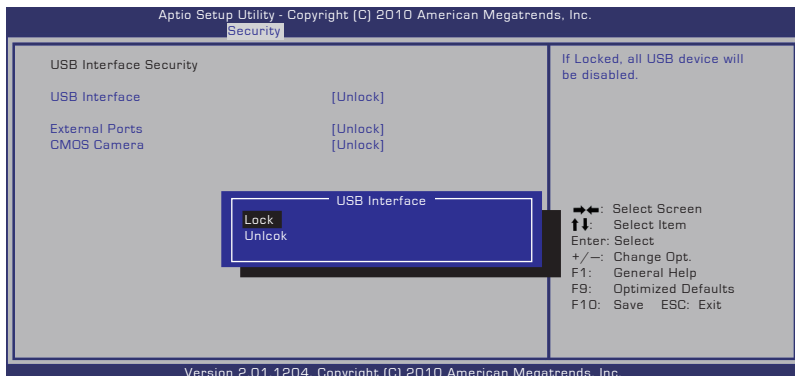 Aptio Setup Utility - Copyright (C) 2010 American Megatrends, Inc.
Security
USB Interface Security
USB Interface [Unlock]
External Ports [Unlock]
CMOS Camera [Unlock]
If Locked, all USB device will
be disabled.
USB Interface
Lock
Unlcok
→←: Select Screen
↑↓: Select Item
Enter: Select
+/−: Change Opt.
F1: General Help
F9: Optimized Defaults
F10: Save ESC: Exit
Version 2.01.1204. Copyright (C) 2010 American Megatrends, Inc.